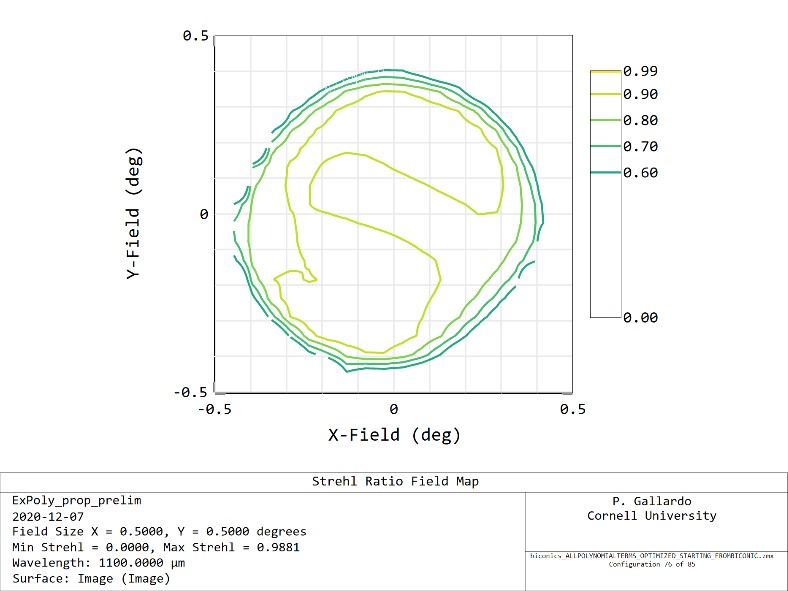 0.5
0
-0.5
-0.5
0
0.5
Y-Field (deg)
X-Field (deg)
0.99
0.90
0.80
0.70
0.60
0.00
Strehl Ratio Field Map
ExPoly_prop_prelim
2020-12-07
Field Size X = 0.5000, Y = 0.5000 degrees
Min Strehl = 0.0000, Max Strehl = 0.9881
Wavelength: 1100.0000 µm
Surface: Image (Image)
P. Gallardo
Cornell University
biconics_ALLPOLYNOMIALTERMS_OPTIMIZED_STARTING_FROMBICONIC.zmx
Configuration 76 of 85